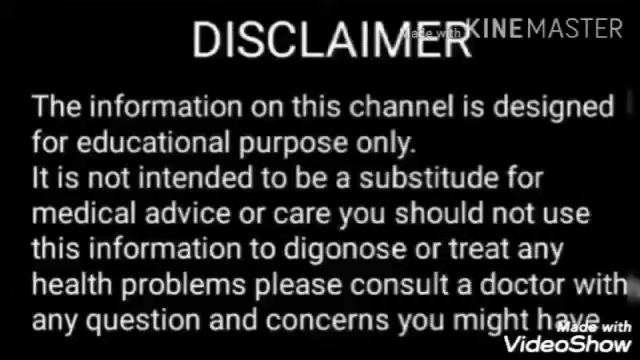 DISCLAIMER
Made with KINEMASTER
The information on this channel is designed
for educational purpose only.
It is not intended to be a substitude for
medical advice or care you should not use
this information to digonose or treat any
health problems please consult a doctor with
any question and concerns you might have
Made with
VideoShow